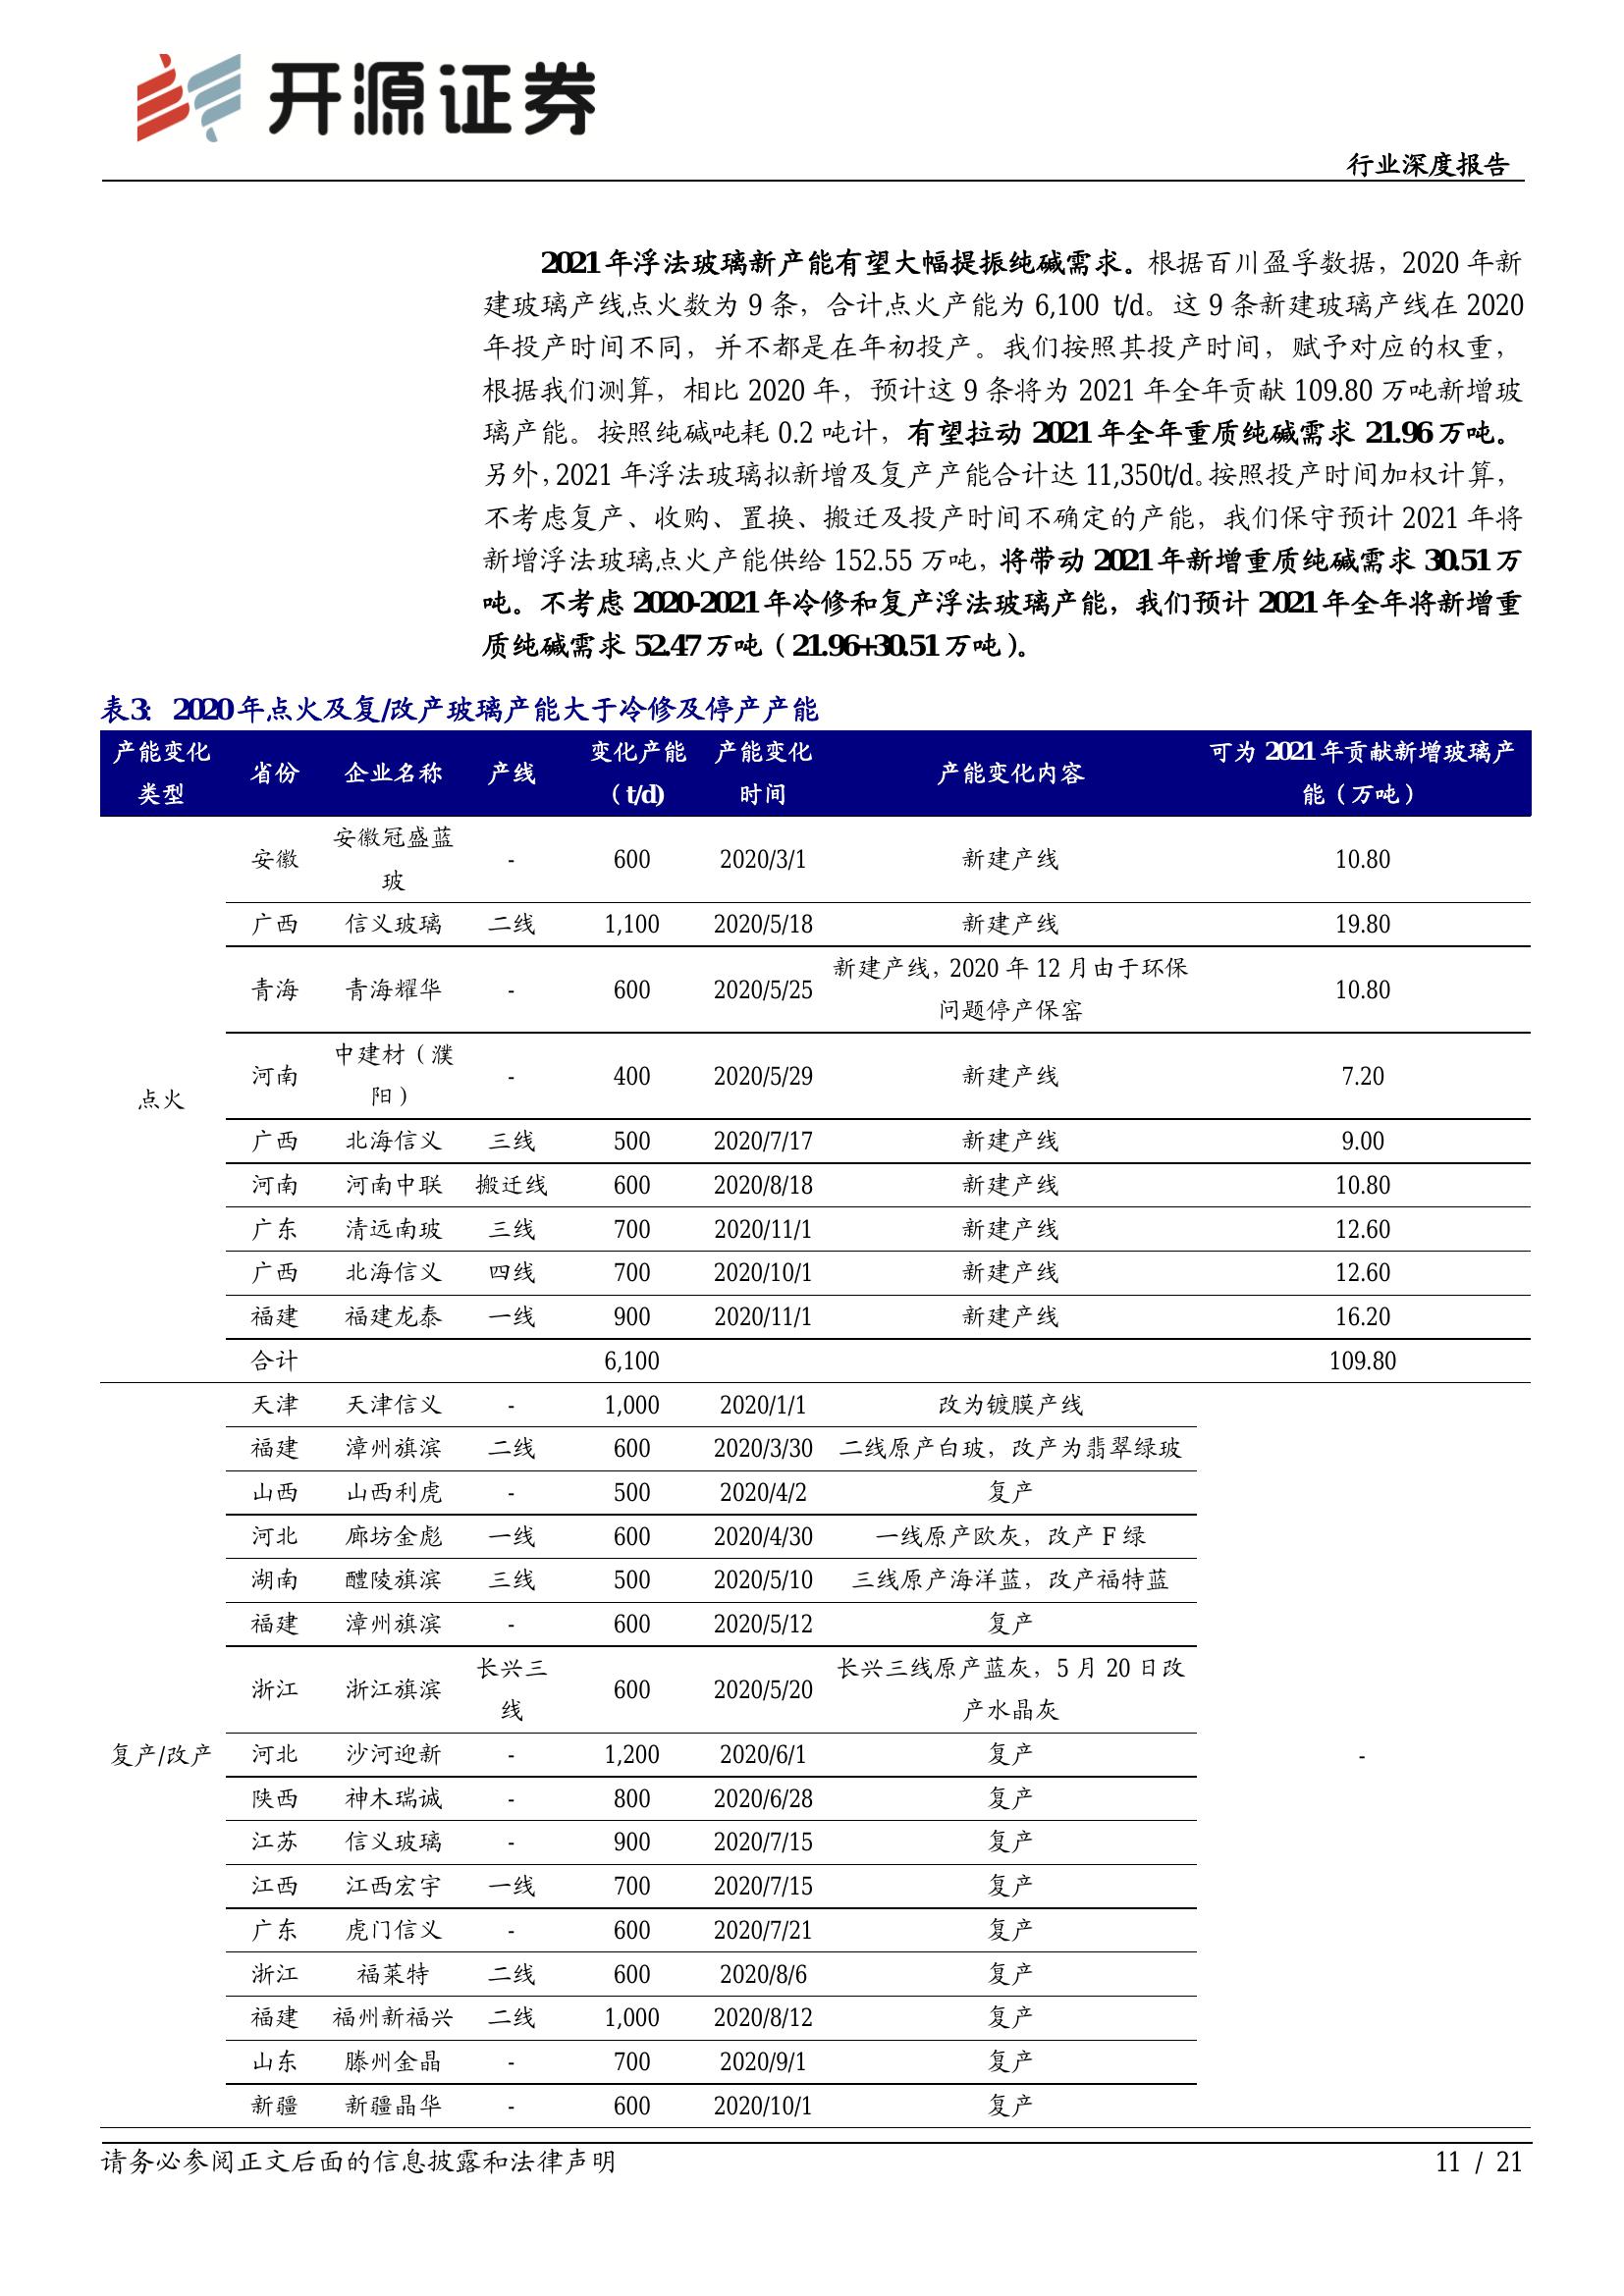 开源证券
行业深度报告
2021年浮法玻璃新产能有望大幅提振纯碱需求。根据百川盈孚数据，2020 年新
建玻璃产线点火数为 9 条，合计点火产能为 6,100 t/d。这 9 条新建玻璃产线在 2020
年投产时间不同，并不都是在年初投产。我们按照其投产时间，赋予对应的权重，
根据我们测算，相比 2020 年，预计这 9 条将为 2021 年全年贡献 109.80 万吨新增玻
璃产能。按照纯碱吨耗 0.2 吨计，有望拉动 2021 年全年重质纯碱需求 21.96 万吨。
另外，2021 年浮法玻璃拟新增及复产产能合计达 11,350t/d。按照投产时间加权计算，
不考虑复产、收购、置换、搬迁及投产时间不确定的产能，我们保守预计 2021 年将
新增浮法玻璃点火产能供给 152.55 万吨，将带动 2021 年新增重质纯碱需求 30.51 万
吨。不考虑 2020-2021 年冷修和复产浮法玻璃产能，我们预计 2021 年全年将新增重
质纯碱需求 52.47 万吨（21.96+30.51 万吨）。
表3： 2020 年点火及复/改产玻璃产能大于冷修及停产产能
产能变化类型 省份 企业名称 产线 变化产能（t/d) 产能变化时间 产能变化内容 可为 2021 年贡献新增玻璃产能（万吨）
点火
安徽 安徽冠盛蓝玻 - 600 2020/3/1 新建产线 10.80
广西 信义玻璃 二线 1,100 2020/5/18 新建产线 19.80
青海 青海耀华 - 600 2020/5/25 新建产线，2020 年 12 月由于环保问题停产保窑 10.80
河南 中建材（濮阳） - 400 2020/5/29 新建产线 7.20
广西 北海信义 三线 500 2020/7/17 新建产线 9.00
河南 河南中联 搬迁线 600 2020/8/18 新建产线 10.80
广东 清远南玻 三线 700 2020/11/1 新建产线 12.60
广西 北海信义 四线 700 2020/10/1 新建产线 12.60
福建 福建龙泰 一线 900 2020/11/1 新建产线 16.20
合计 6,100 109.80
复产/改产
天津 天津信义 - 1,000 2020/1/1 改为镀膜产线
福建 漳州旗滨 二线 600 2020/3/30 二线原产白玻，改产为翡翠绿玻
山西 山西利虎 - 500 2020/4/2 复产
河北 廊坊金彪 一线 600 2020/4/30 一线原产欧灰，改产 F 绿
湖南 醴陵旗滨 三线 500 2020/5/10 三线原产海洋蓝，改产福特蓝
福建 漳州旗滨 - 600 2020/5/12 复产
浙江 浙江旗滨 长兴三线 600 2020/5/20 长兴三线原产蓝灰，5 月 20 日改产水晶灰
河北 沙河迎新 - 1,200 2020/6/1 复产 -
陕西 神木瑞诚 - 800 2020/6/28 复产
江苏 信义玻璃 - 900 2020/7/15 复产
江西 江西宏宇 一线 700 2020/7/15 复产
广东 虎门信义 - 600 2020/7/21 复产
浙江 福莱特 二线 600 2020/8/6 复产
福建 福州新福兴 二线 1,000 2020/8/12 复产
山东 滕州金晶 - 700 2020/9/1 复产
新疆 新疆晶华 - 600 2020/10/1 复产
请务必参阅正文后面的信息披露和法律声明
11 / 21